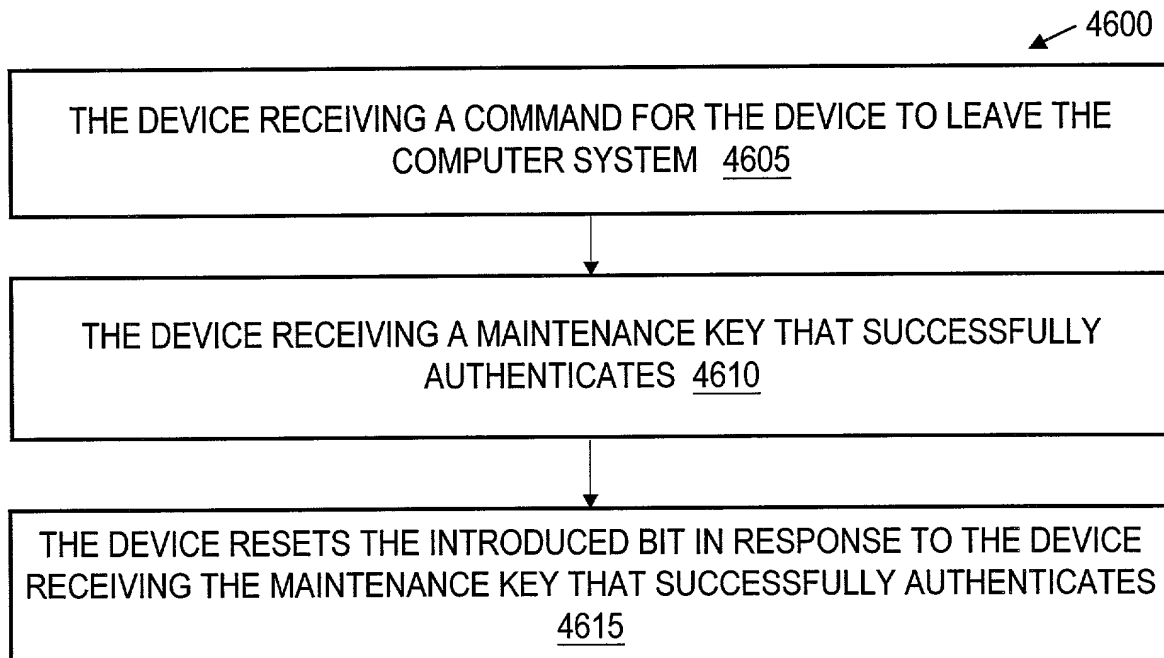 4600
THE DEVICE RECEIVING A COMMAND FOR THE DEVICE TO LEAVE THE
COMPUTER SYSTEM 4605
THE DEVICE RECEIVING A MAINTENANCE KEY THAT SUCCESSFULLY
AUTHENTICATES 4610
THE DEVICE RESETS THE INTRODUCED BIT IN RESPONSE TO THE DEVICE
RECEIVING THE MAINTENANCE KEY THAT SUCCESSFULLY AUTHENTICATES
4615